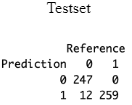 Testset
Reference
Prediction 0 1
0 247 0
1 12 259